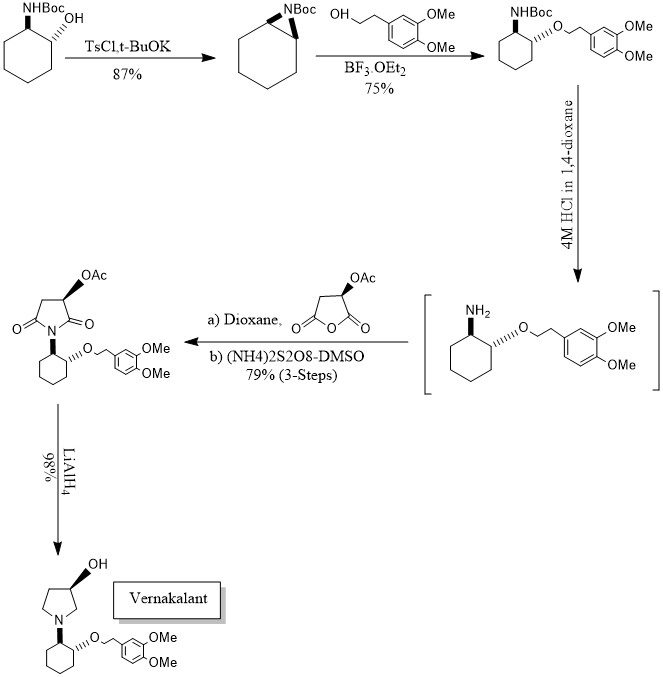 NHBoc
OH
TsCl,t-BuOK
87%
NBoc
HO
OMe
OMe
BF3.OEt2
75%
NHBoc
O
OMe
OMe
4M HCl in 1,4-dioxane
NH2
O
OMe
OMe
a) Dioxane,
OAc
O O O
b) (NH4)2S2O8-DMSO
79% (3-Steps)
OAc
O N O
O
OMe
OMe
LiAlH4
98%
OH
N
O
OMe
OMe
Vernakalant